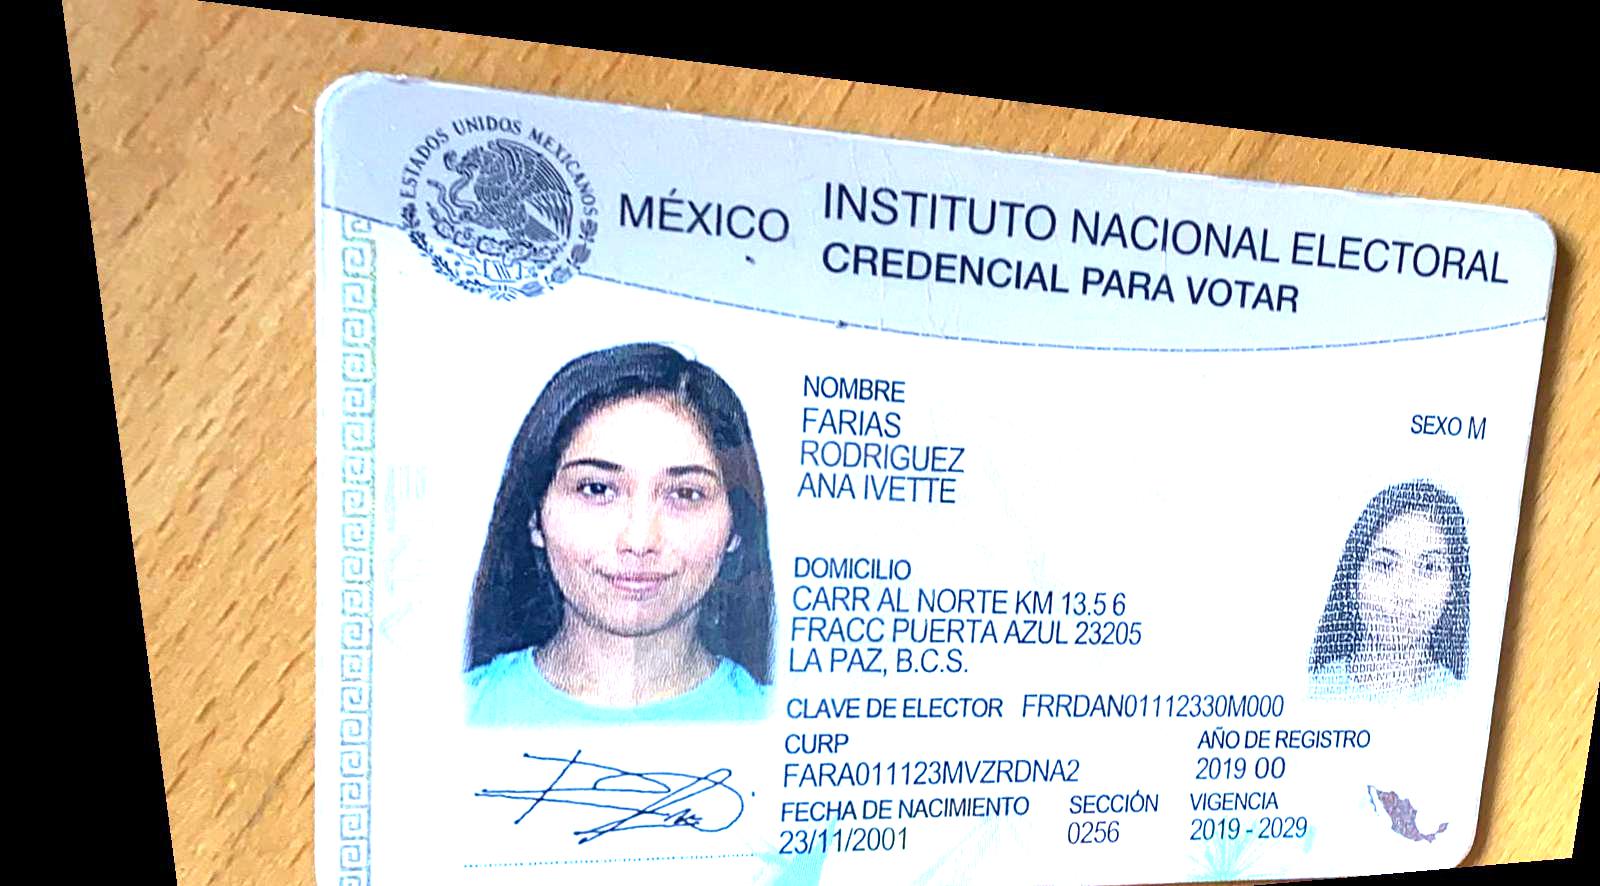 ESTADOS UNIDOS MEXICANOS
MÉXICO INSTITUTO NACIONAL ELECTORAL
CREDENCIAL PARA VOTAR
NOMBRE
FARIAS
RODRIGUEZ
ANA IVETTE
SEXO M
DOMICILIO
CARR AL NORTE KM 13.5 6
FRACC PUERTA AZUL 23205
LA PAZ, B.C.S.
CLAVE DE ELECTOR FRRDAN01112330M000
CURP
FARA011123MVZRDNA2
AÑO DE REGISTRO
2019 00
FECHA DE NACIMIENTO
23/11/2001
SECCIÓN
0256
VIGENCIA
2019 - 2029